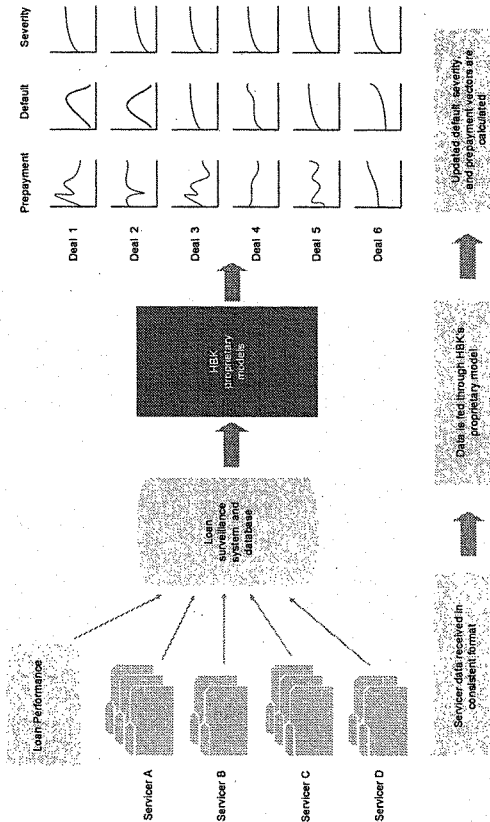 Prepayment
Default
Severity
Loan Performance
Servicer A
Servicer B
Servicer C
Servicer D
Loan
surveillance
system and
database
HBK
proprietary
models
Deal 1
Deal 2
Deal 3
Deal 4
Deal 5
Deal 6
Servicer data received in
consistent format
Data is fed through HBK's
proprietary model
Updated default, severity,
and prepayment vectors are
calculated